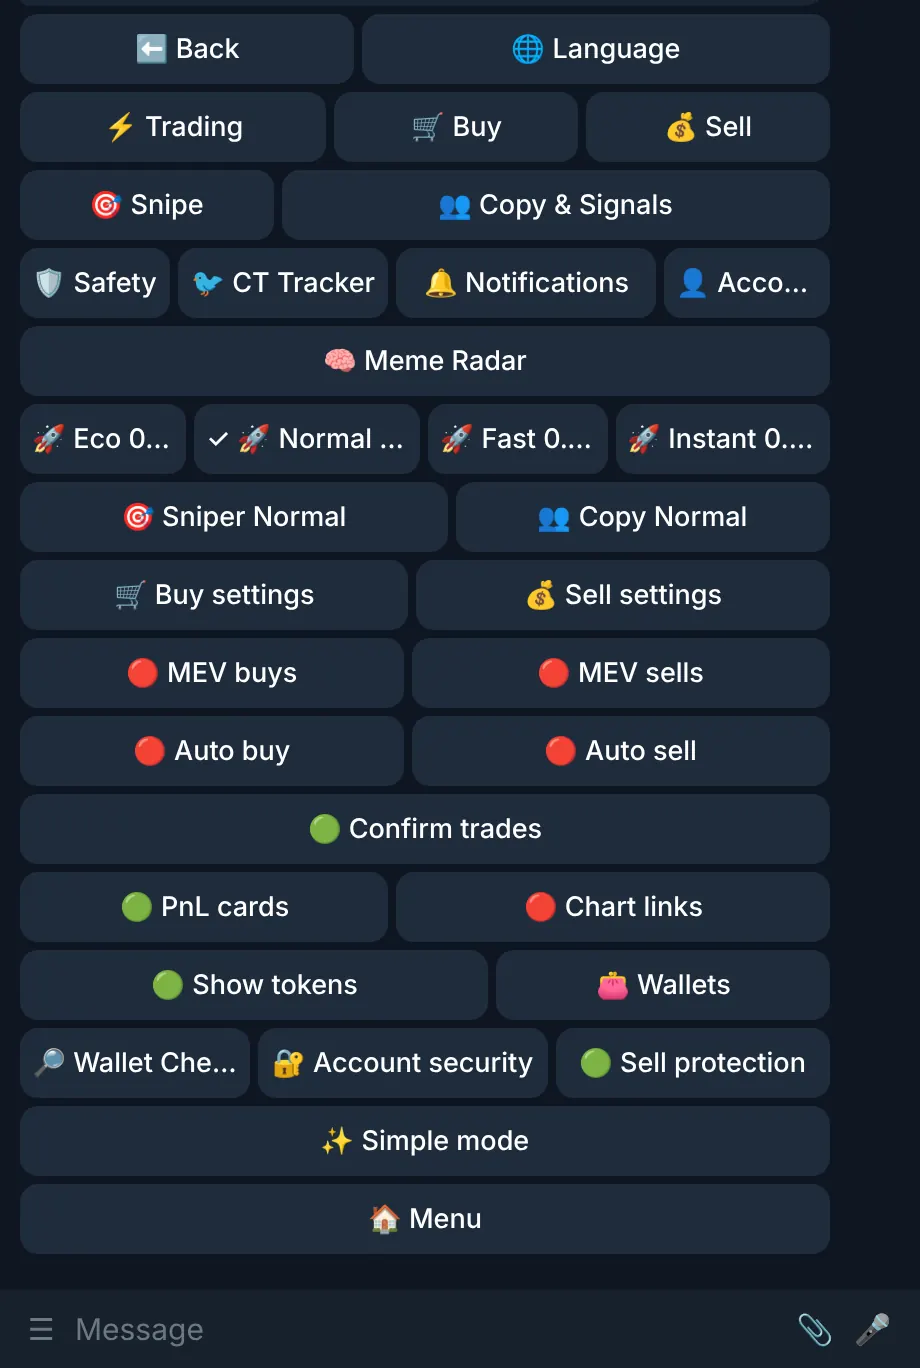 Back Language
Trading Buy Sell
Snipe Copy & Signals
Safety CT Tracker Notifications Acco...
Meme Radar
Eco 0... ✓ Normal ... Fast 0.... Instant 0....
Sniper Normal Copy Normal
Buy settings Sell settings
MEV buys MEV sells
Auto buy Auto sell
Confirm trades
PnL cards Chart links
Show tokens Wallets
Wallet Che... Account security Sell protection
Simple mode
Menu
Message